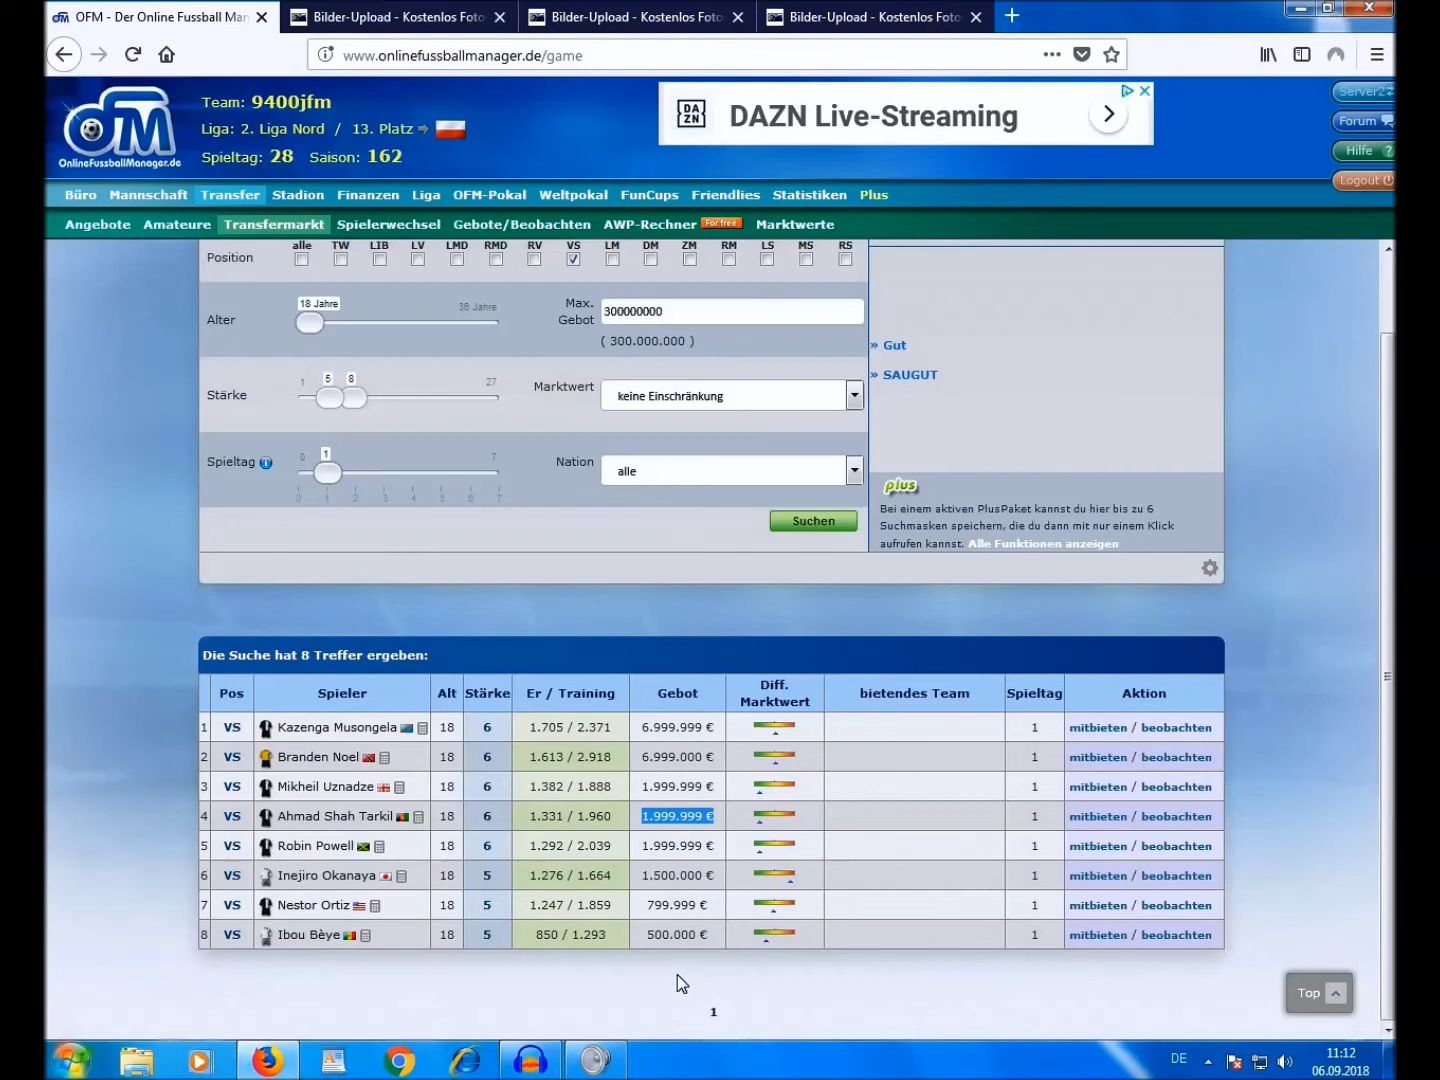 OFM - Der Online Fussball Man
Bilder-Upload - Kostenlos Foto
Bilder-Upload - Kostenlos Foto
Bilder-Upload - Kostenlos Foto
www.onlinefussballmanager.de/game
OFM
OnlineFussballManager.de
Team: 9400jfm
Liga: 2. Liga Nord / 13. Platz
Spieltag: 28 Saison: 162
DAZN
DAZN Live-Streaming
Server2
Forum
Hilfe ?
Logout
Büro Mannschaft Transfer Stadion Finanzen Liga OFM-Pokal Weltpokal FunCups Friendlies Statistiken Plus
Angebote Amateure Transfermarkt Spielerwechsel Gebote/Beobachten AWP-Rechner For free Marktwerte
alle TW LIB LV LMD RMD RV VS LM DM ZM RM LS MS RS
Position
18 Jahre 36 Jahre
Alter
Max. Gebot 300000000
( 300.000.000 )
» Gut
» SAUGUT
1 5 8 27
Stärke
Marktwert keine Einschränkung
0 1 7
Spieltag
0 1 2 3 4 5 6 7
Nation alle
Suchen
plus
Bei einem aktiven PlusPaket kannst du hier bis zu 6
Suchmasken speichern, die du dann mit nur einem Klick
aufrufen kannst. Alle Funktionen anzeigen
Die Suche hat 8 Treffer ergeben:
Pos Spieler Alt Stärke Er / Training Gebot Diff. Marktwert bietendes Team Spieltag Aktion
1 VS Kazenga Musongela 18 6 1.705 / 2.371 6.999.999 € 1 mitbieten / beobachten
2 VS Branden Noel 18 6 1.613 / 2.918 6.999.000 € 1 mitbieten / beobachten
3 VS Mikheil Uznadze 18 6 1.382 / 1.888 1.999.999 € 1 mitbieten / beobachten
4 VS Ahmad Shah Tarkil 18 6 1.331 / 1.960 1.999.999 € 1 mitbieten / beobachten
5 VS Robin Powell 18 6 1.292 / 2.039 1.999.999 € 1 mitbieten / beobachten
6 VS Inejiro Okanaya 18 5 1.276 / 1.664 1.500.000 € 1 mitbieten / beobachten
7 VS Nestor Ortiz 18 5 1.247 / 1.859 799.999 € 1 mitbieten / beobachten
8 VS Ibou Bèye 18 5 850 / 1.293 500.000 € 1 mitbieten / beobachten
Top
1
DE
11:12
06.09.2018